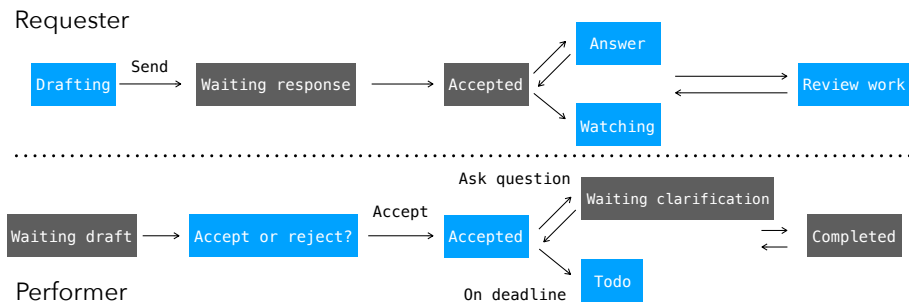 Requester
Answer
Send
Drafting
Waiting response
Accepted
Review work
Watching
Ask question
Waiting clarification
Accept
Waiting draft
Accept or reject?
Accepted
Completed
Todo
On deadline
Performer